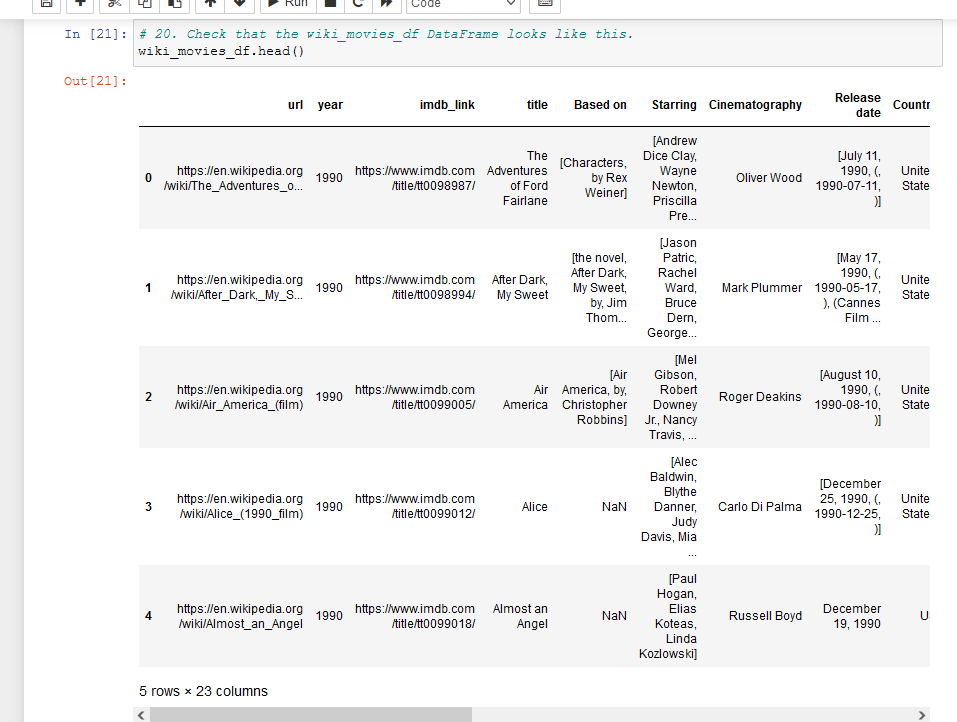 Run
Code
In [21]: # 20. Check that the wiki_movies_df DataFrame looks like this.
wiki_movies_df.head()
Out[21]:
url year imdb_link title Based on Starring Cinematography Release date Countr
0 https://en.wikipedia.org/wiki/The_Adventures_o... 1990 https://www.imdb.com/title/tt0098987/ The Adventures of Ford Fairlane [Characters, by Rex Weiner] [Andrew Dice Clay, Wayne Newton, Priscilla Pre... Oliver Wood [July 11, 1990, (, 1990-07-11, )] Unite State
1 https://en.wikipedia.org/wiki/After_Dark,_My_S... 1990 https://www.imdb.com/title/tt0098994/ After Dark, My Sweet [the novel, After Dark, My Sweet, by, Jim Thom... [Jason Patric, Rachel Ward, Bruce Dern, George... Mark Plummer [May 17, 1990, (, 1990-05-17, ), (Cannes Film ... Unite State
2 https://en.wikipedia.org/wiki/Air_America_(film) 1990 https://www.imdb.com/title/tt0099005/ Air America [Air America, by, Christopher Robbins] [Mel Gibson, Robert Downey Jr., Nancy Travis, ... Roger Deakins [August 10, 1990, (, 1990-08-10, )] Unite State
3 https://en.wikipedia.org/wiki/Alice_(1990_film) 1990 https://www.imdb.com/title/tt0099012/ Alice NaN [Alec Baldwin, Blythe Danner, Judy Davis, Mia ... Carlo Di Palma [December 25, 1990, (, 1990-12-25, )] Unite State
4 https://en.wikipedia.org/wiki/Almost_an_Angel 1990 https://www.imdb.com/title/tt0099018/ Almost an Angel NaN [Paul Hogan, Elias Koteas, Linda Kozlowski] Russell Boyd December 19, 1990 U
5 rows × 23 columns